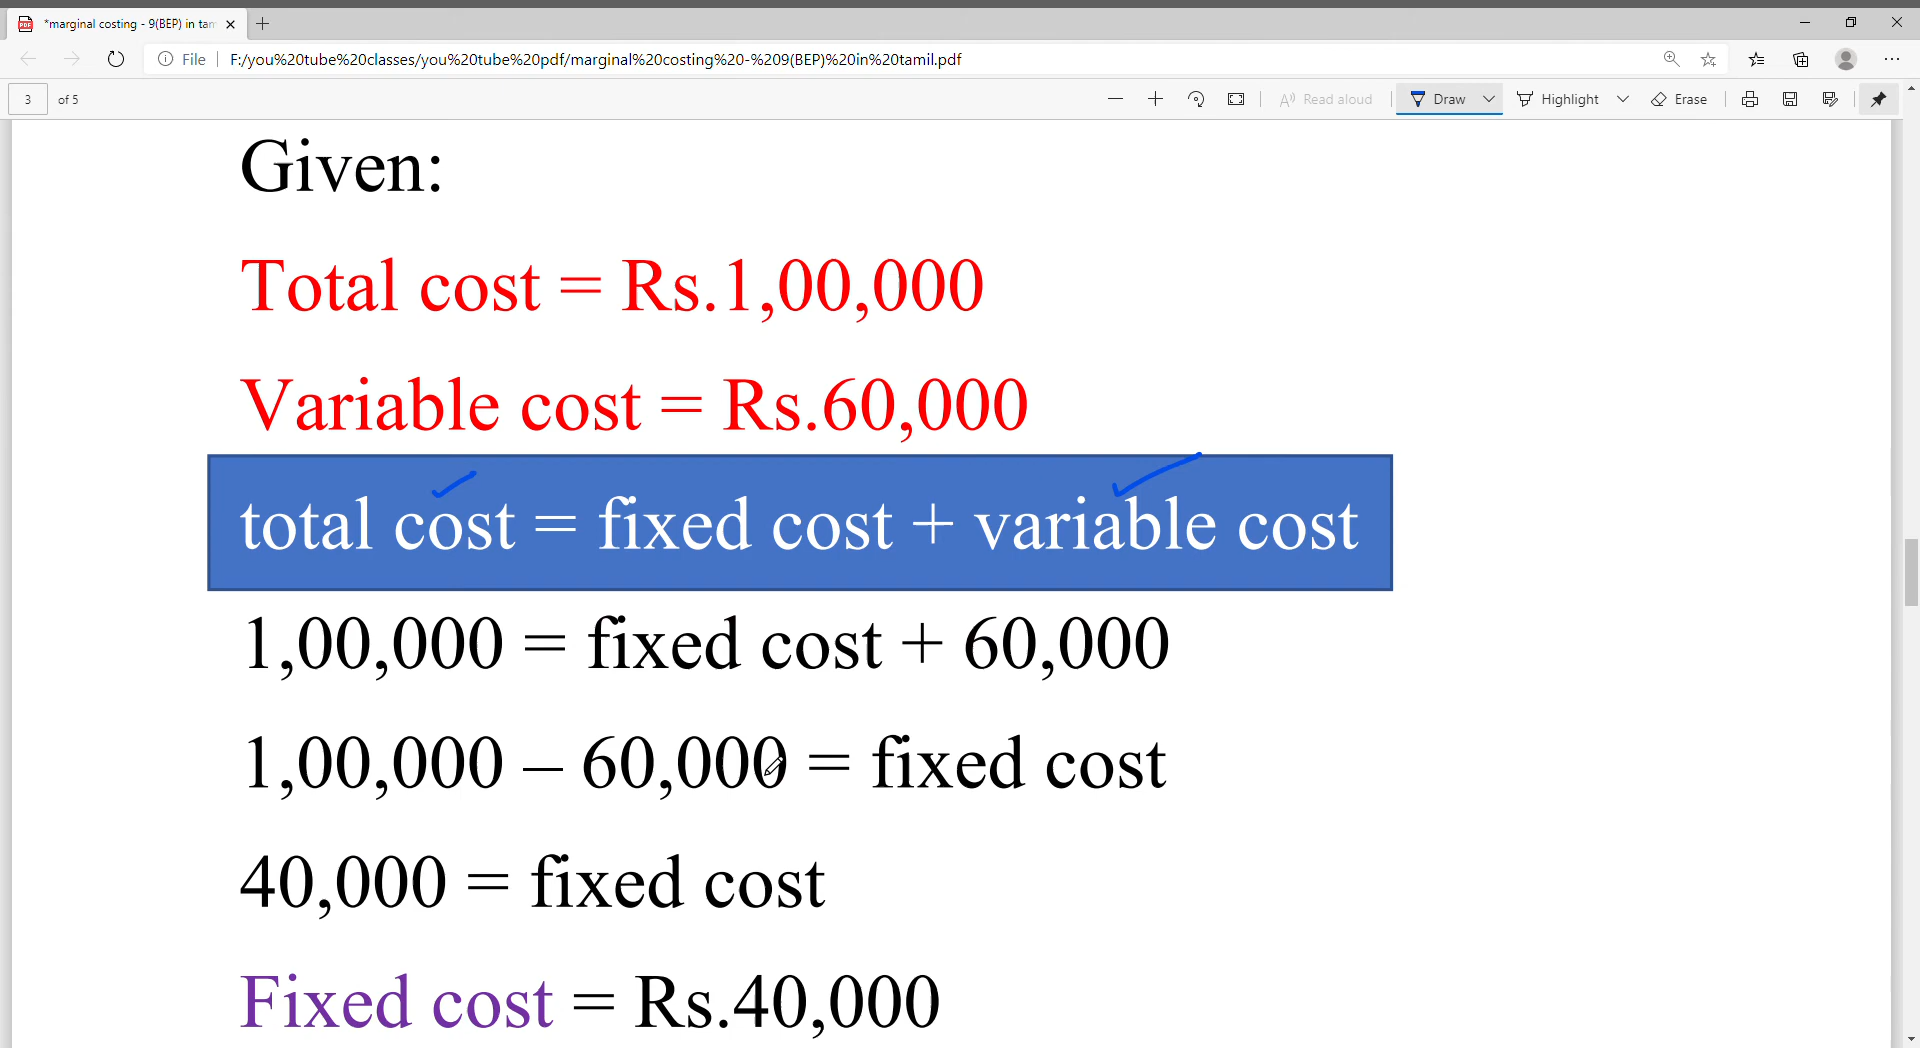 *marginal costing - 9(BEP) in tam
File
F:/you%20tube%20classes/you%20tube%20pdf/marginal%20costing%20-%209(BEP)%20in%20tamil.pdf
3 of 5
Read aloud
Draw
Highlight
Erase
Given:
Total cost = Rs.1,00,000
Variable cost = Rs.60,000
total cost = fixed cost + variable cost
1,00,000 = fixed cost + 60,000
1,00,000 – 60,000 = fixed cost
40,000 = fixed cost
Fixed cost = Rs.40,000